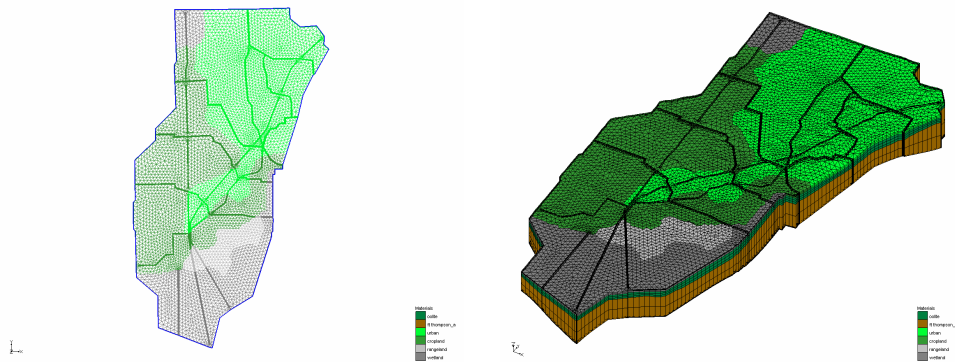 Materials
oolite
ft thompson_a
urban
cropland
rangeland
wetland
Materials
oolite
ft thompson_
urban
cropland
rangeland
wetland